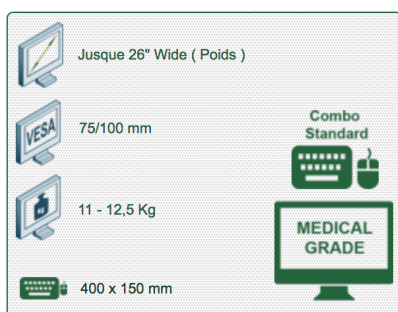 Jusque 26" Wide ( Poids )
VESA
75/100 mm
Combo
Standard
KG
11 - 12,5 Kg
MEDICAL
GRADE
400 x 150 mm